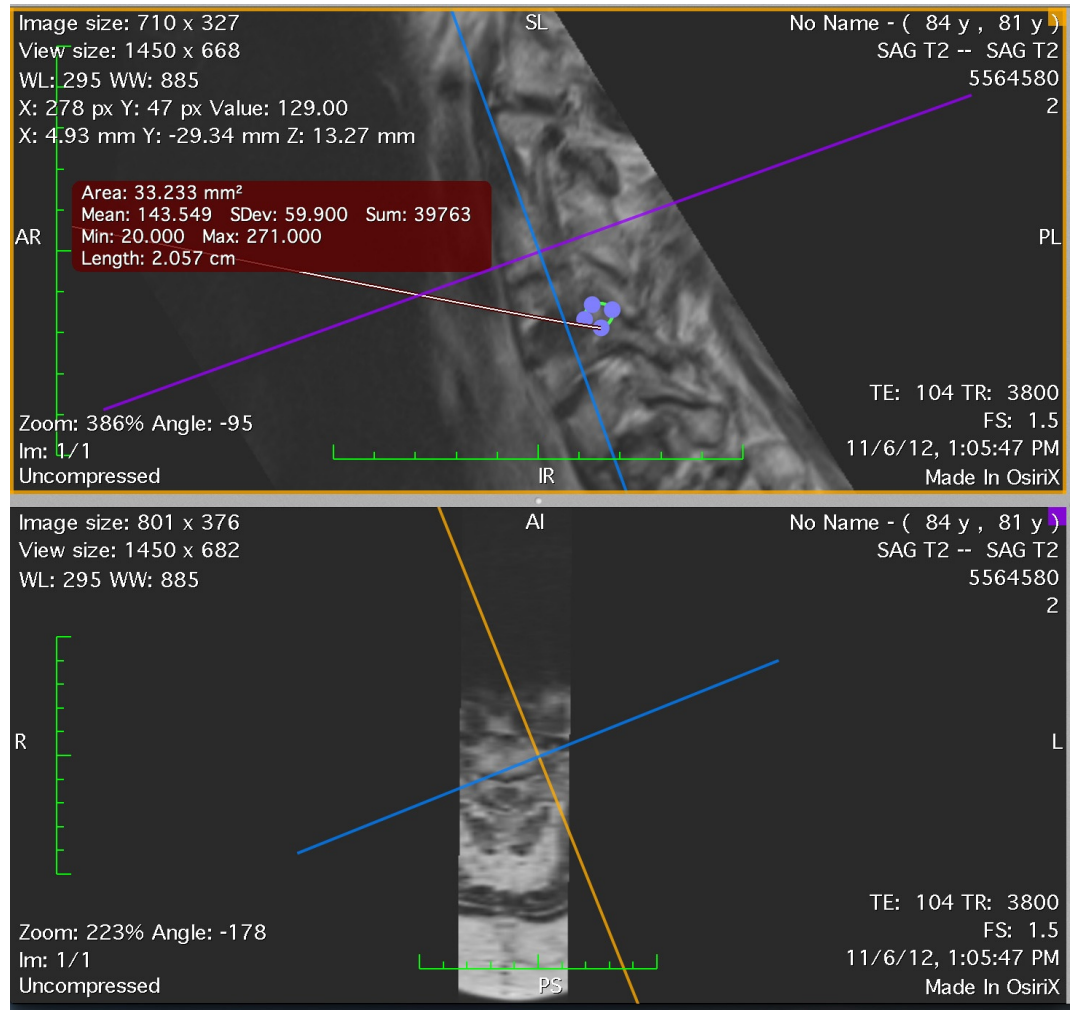 Image size: 710 x 327
View size: 1450 x 668
WL: 295 WW: 885
X: 278 px Y: 47 px Value: 129.00
X: 4.93 mm Y: -29.34 mm Z: 13.27 mm
SL
No Name - ( 84 y , 81 y )
SAG T2 -- SAG T2
5564580
2
Area: 33.233 mm²
Mean: 143.549 SDev: 59.900 Sum: 39763
Min: 20.000 Max: 271.000
Length: 2.057 cm
AR
PL
Zoom: 386% Angle: -95
Im: 1/1
Uncompressed
IR
TE: 104 TR: 3800
FS: 1.5
11/6/12, 1:05:47 PM
Made In OsiriX
Image size: 801 x 376
View size: 1450 x 682
WL: 295 WW: 885
AI
No Name - ( 84 y , 81 y )
SAG T2 -- SAG T2
5564580
2
R
L
Zoom: 223% Angle: -178
Im: 1/1
Uncompressed
PS
TE: 104 TR: 3800
FS: 1.5
11/6/12, 1:05:47 PM
Made In OsiriX